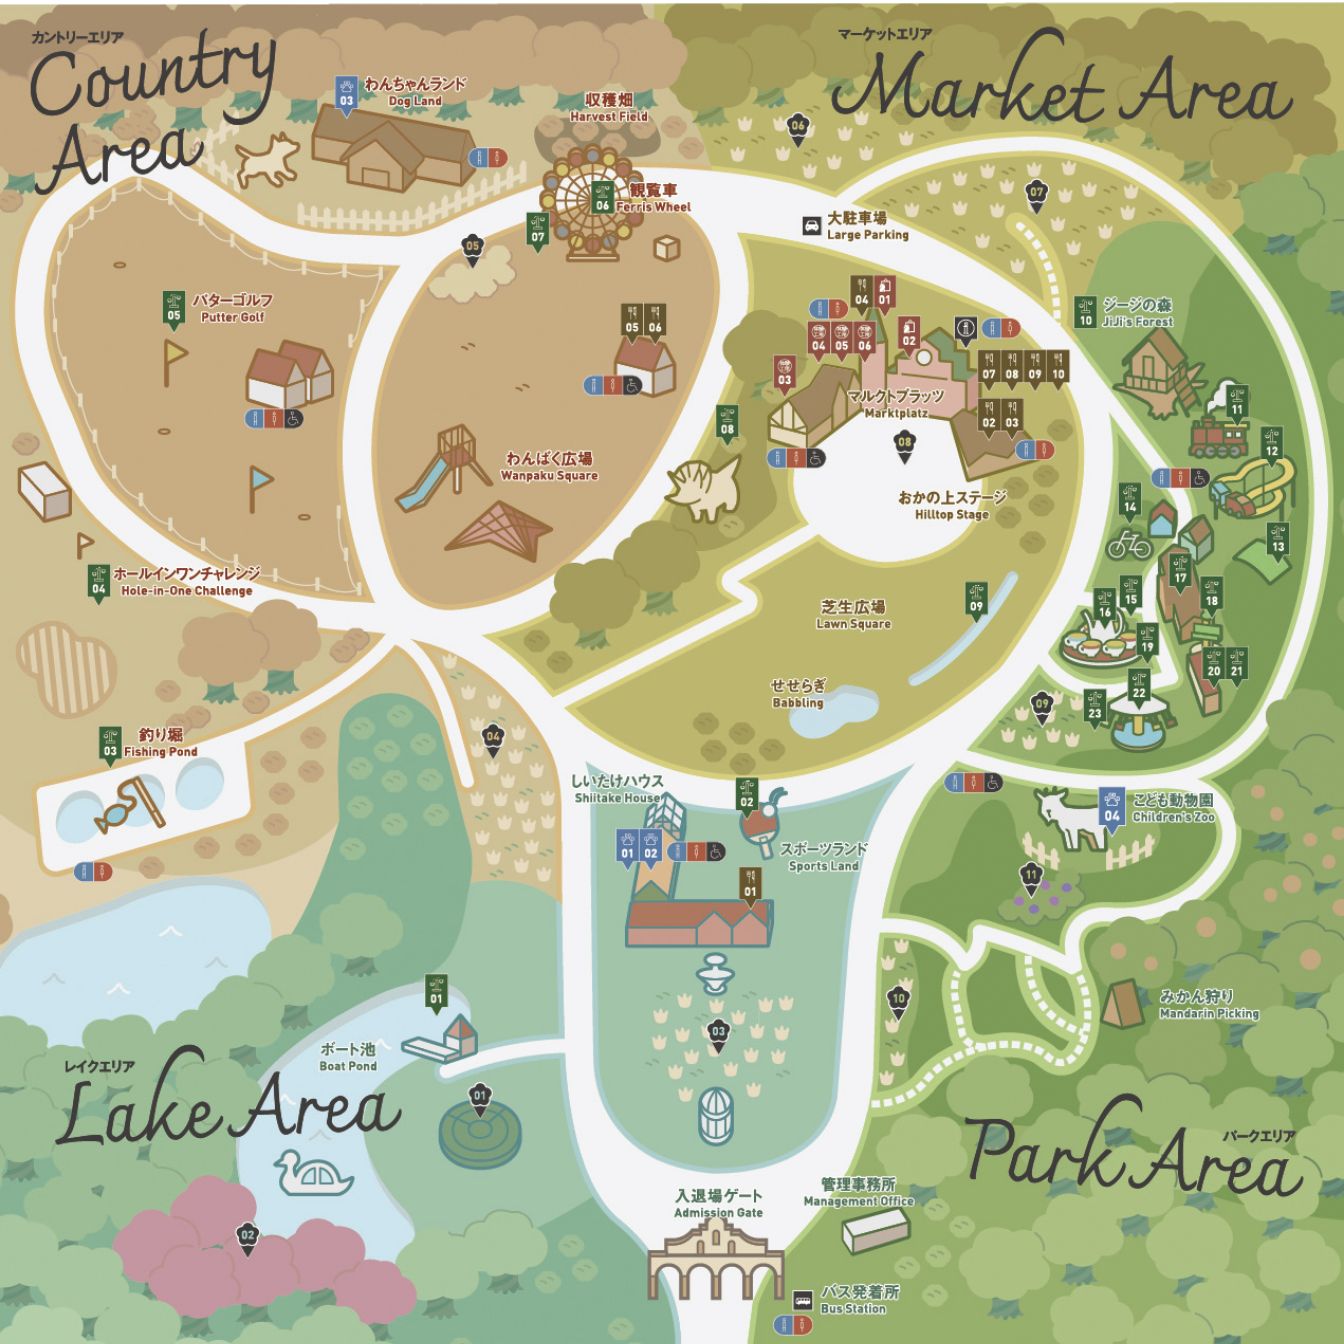 カントリーエリア
Country
Area
マーケットエリア
Market Area
03
わんちゃんランド
Dog Land
収穫畑
Harvest Field
06
07
06
観覧車
Ferris Wheel
07
05
大駐車場
Large Parking
05
パターゴルフ
Putter Golf
05 06
04 01
04 05 06
02
03
07 08 09 10
02 03
マルクトプラッツ
Marktplatz
08
08
おかの上ステージ
Hilltop Stage
10
ジージの森
JiJi's Forest
11
12
13
14
15
16
17
18
19
20 21
22
23
09
わんぱく広場
Wanpaku Square
04
ホールインワンチャレンジ
Hole-in-One Challenge
芝生広場
Lawn Square
09
せせらぎ
Babbling
03
釣り堀
Fishing Pond
04
しいたけハウス
Shiitake House
02
01 02
スポーツランド
Sports Land
01
04
こども動物園
Children's Zoo
11
10
みかん狩り
Mandarin Picking
01
ボート池
Boat Pond
03
01
レイクエリア
Lake Area
02
パークエリア
Park Area
入退場ゲート
Admission Gate
管理事務所
Management Office
バス発着所
Bus Station